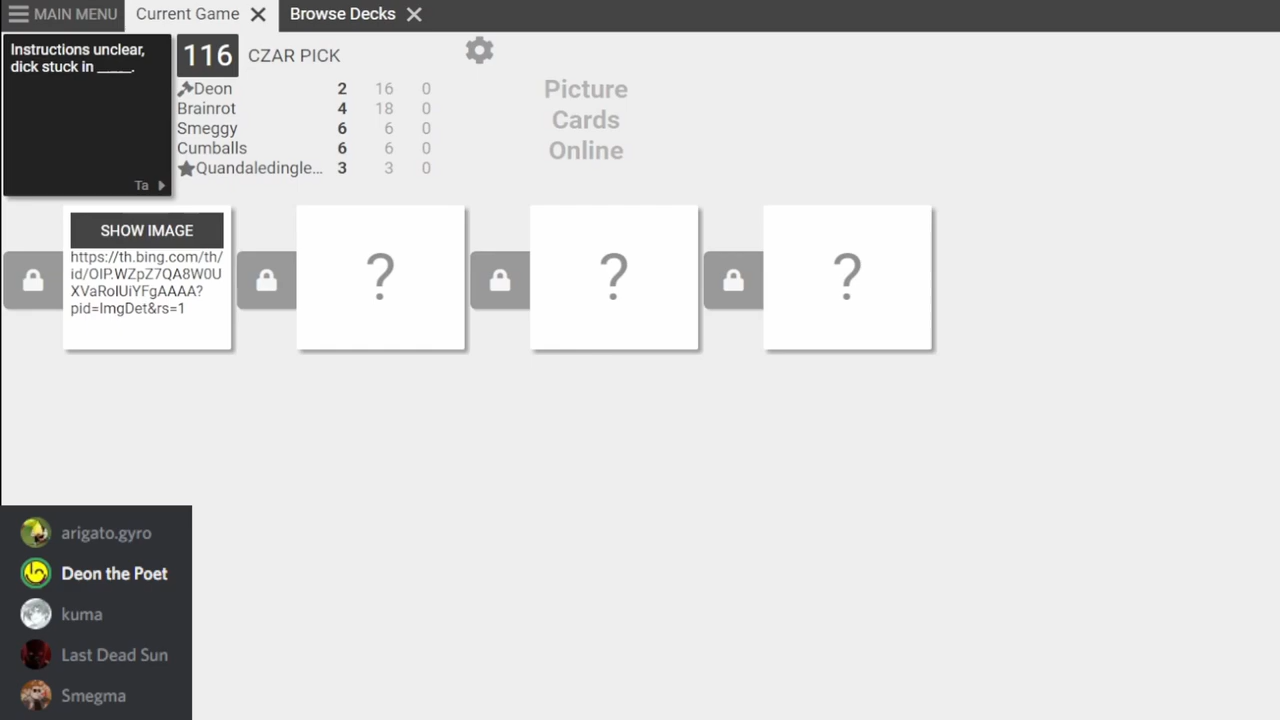 MAIN MENU
Current Game
Browse Decks
Instructions unclear,
dick stuck in _____.
Ta
116 CZAR PICK
Deon 2 16 0
Brainrot 4 18 0
Smeggy 6 6 0
Cumballs 6 6 0
Quandaledingle... 3 3 0
Picture
Cards
Online
SHOW IMAGE
https://th.bing.com/th/
id/OIP.WZpZ7QA8W0U
XVaRolUiYFgAAAA?
pid=ImgDet&rs=1
?
?
?
arigato.gyro
Deon the Poet
kuma
Last Dead Sun
Smegma